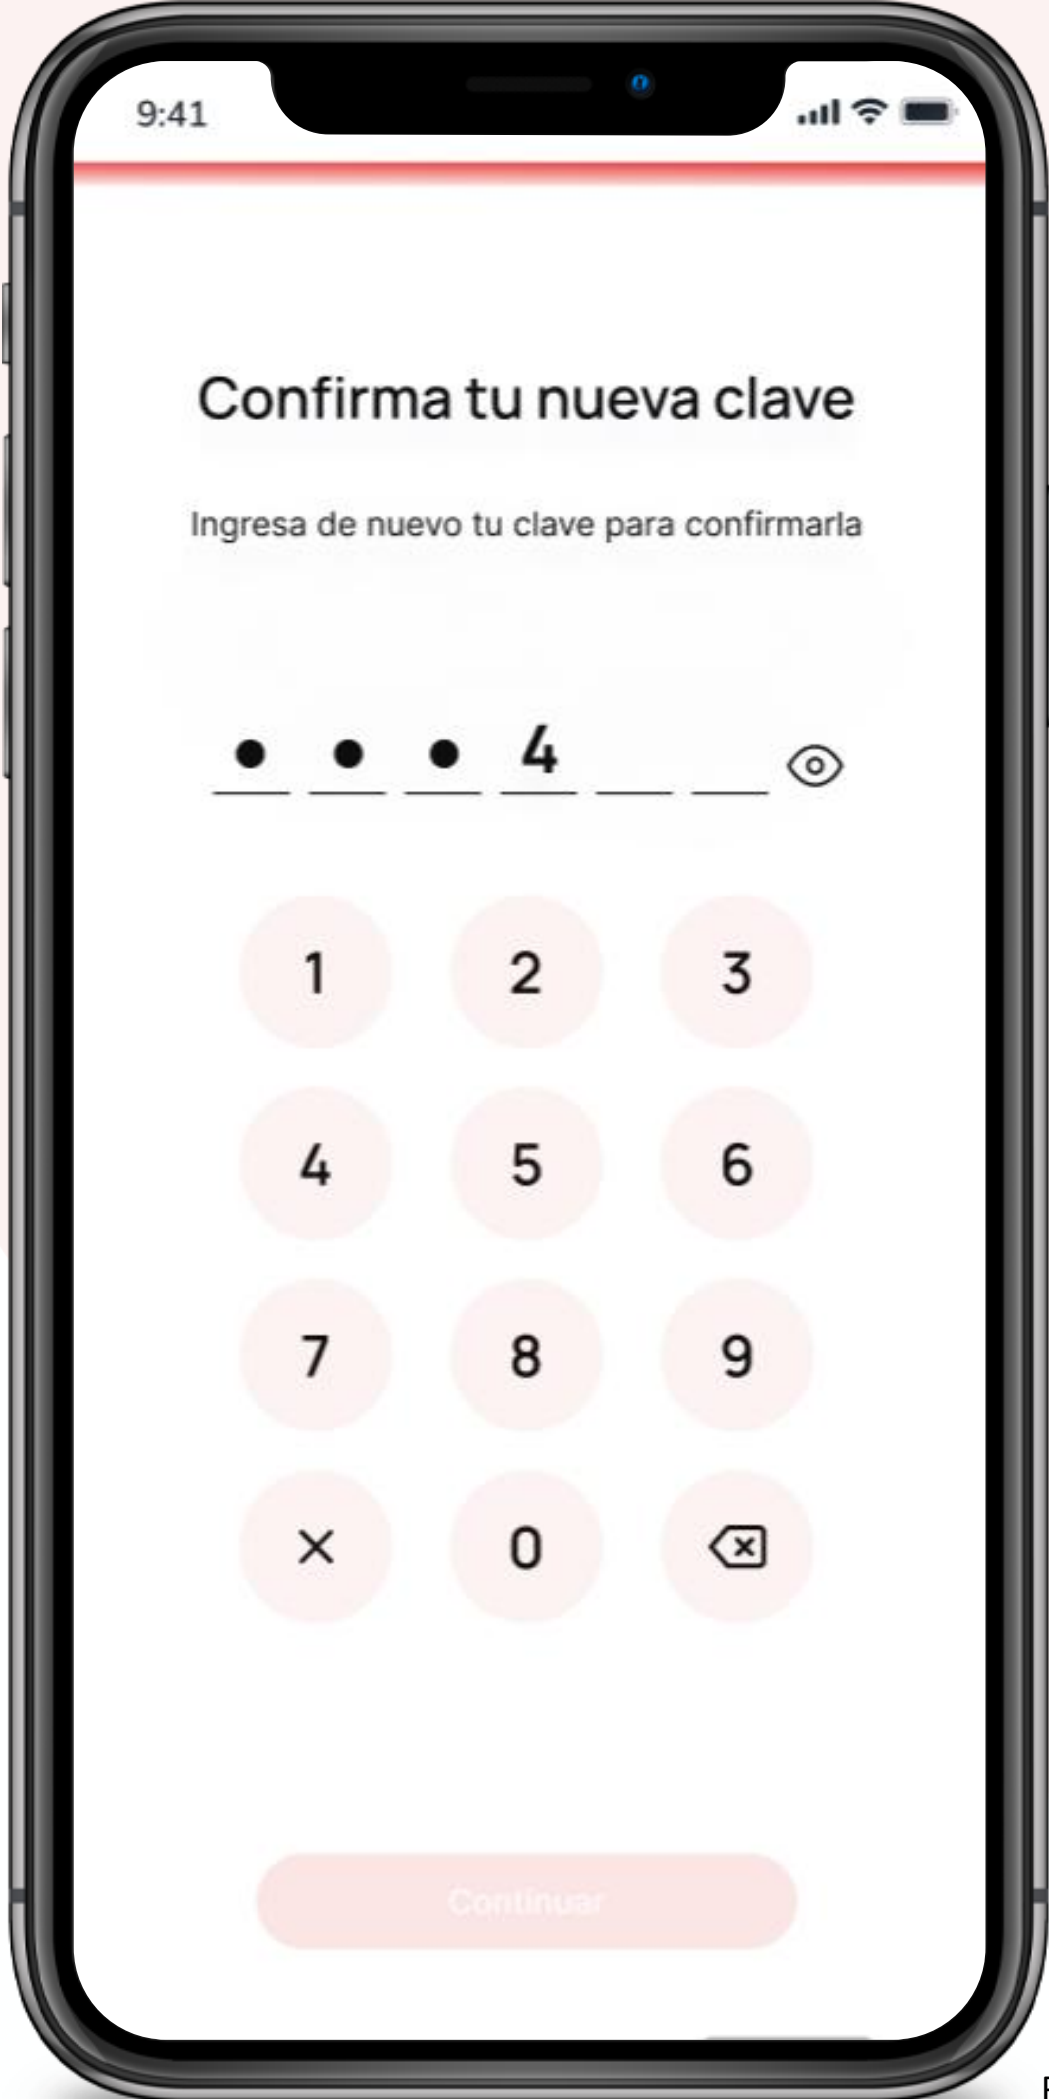 9:41
Confirma tu nueva clave
Ingresa de nuevo tu clave para confirmarla
● ● ● 4
1 2 3
4 5 6
7 8 9
0
Continuar